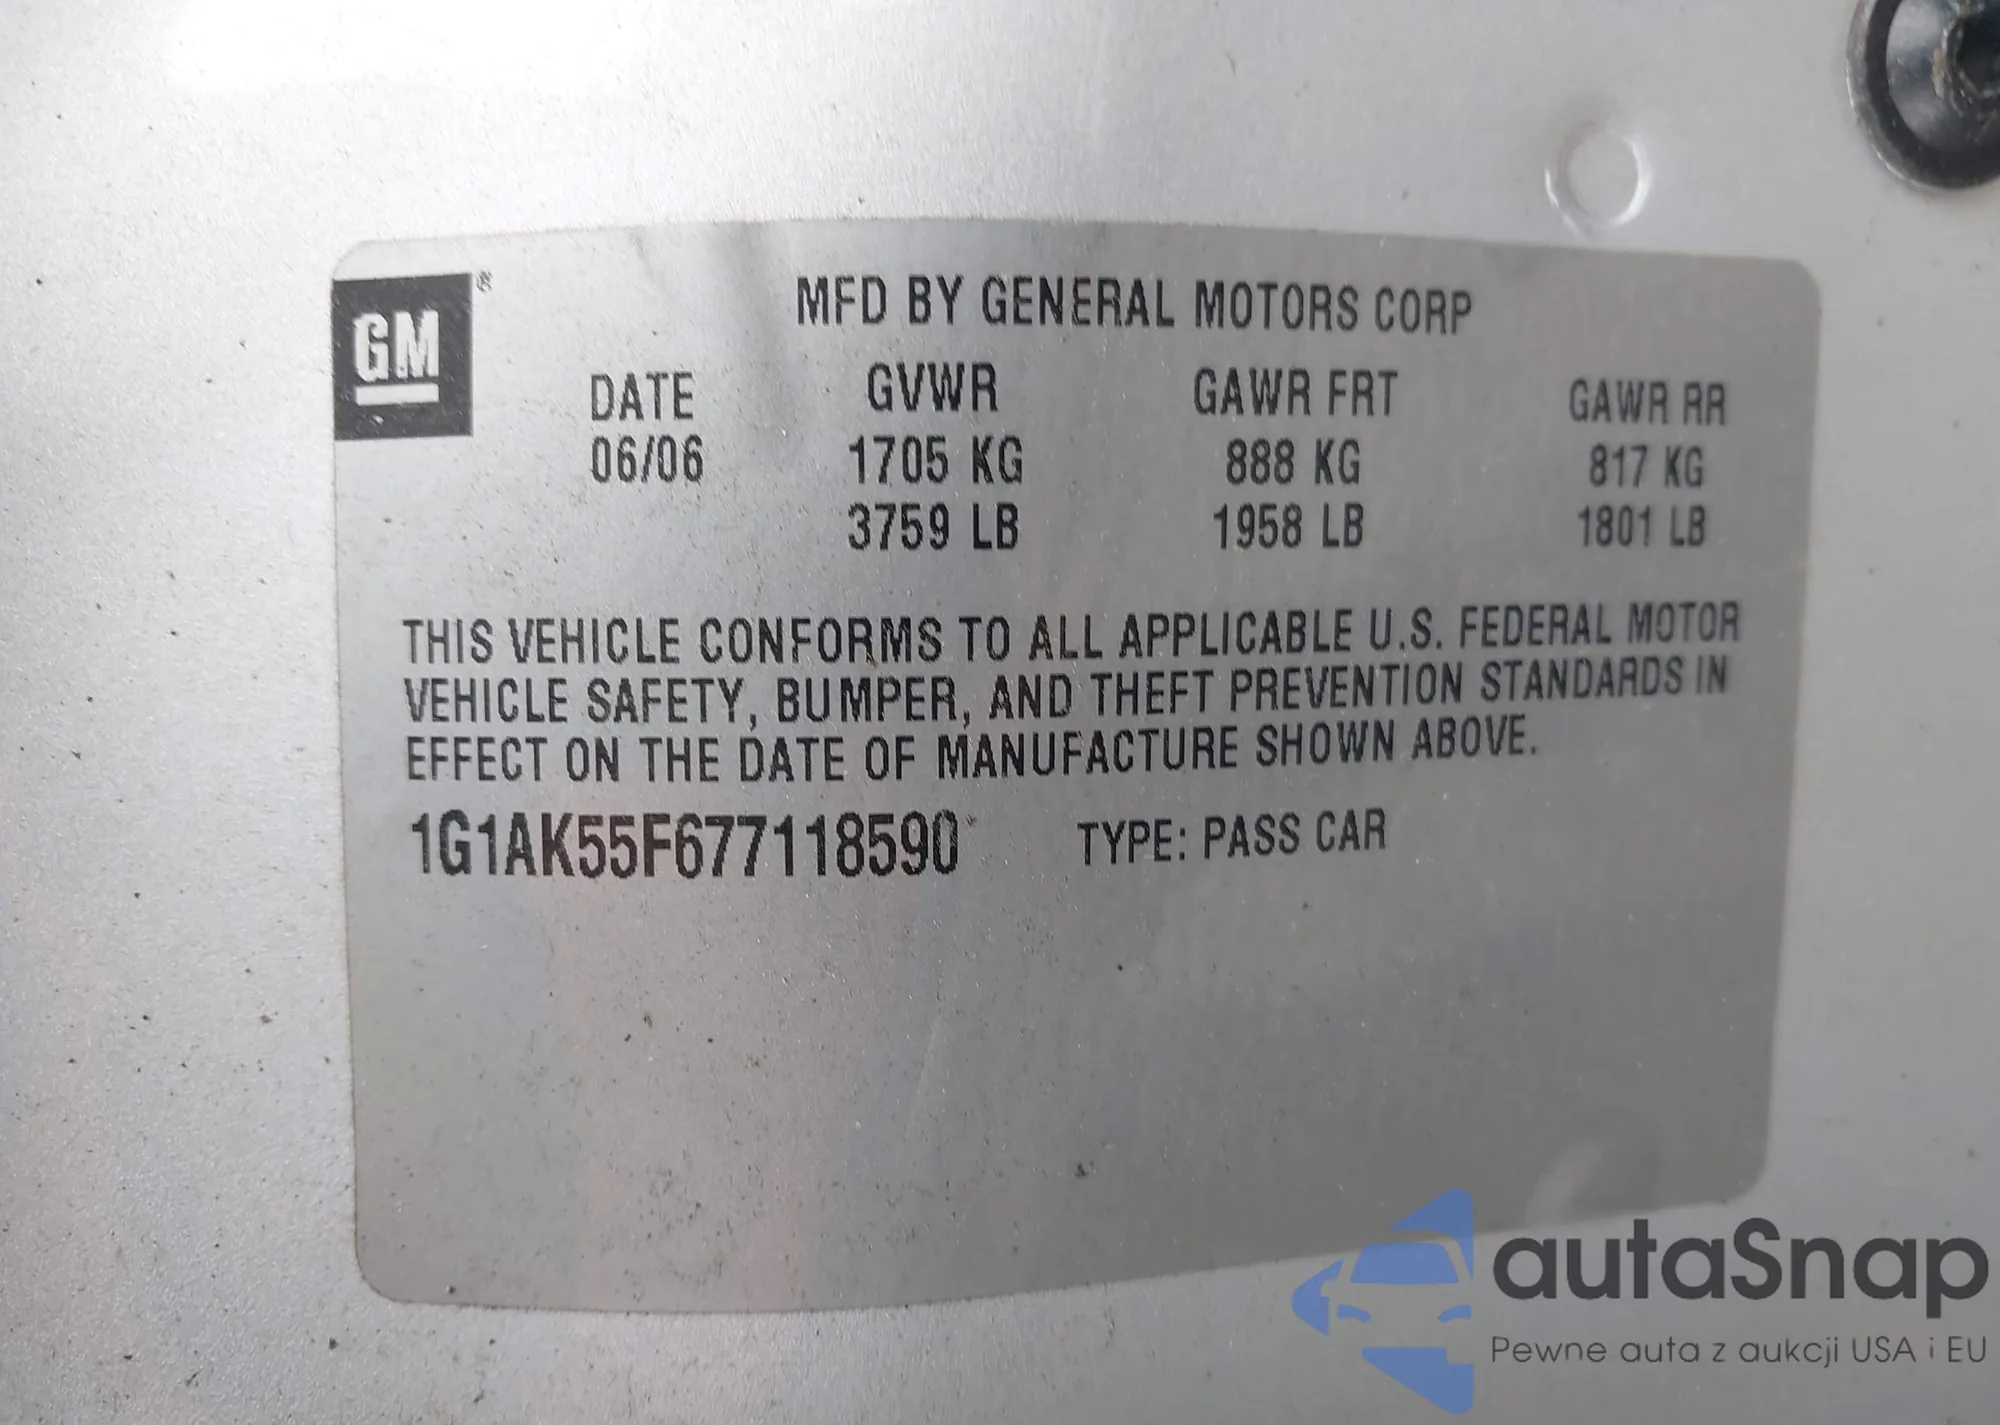 GM ®
MFD BY GENERAL MOTORS CORP
DATE GVWR GAWR FRT GAWR RR
06/06 1705 KG 888 KG 817 KG
3759 LB 1958 LB 1801 LB
THIS VEHICLE CONFORMS TO ALL APPLICABLE U.S. FEDERAL MOTOR
VEHICLE SAFETY, BUMPER, AND THEFT PREVENTION STANDARDS IN
EFFECT ON THE DATE OF MANUFACTURE SHOWN ABOVE.
1G1AK55F677118590 TYPE: PASS CAR
autaSnap
Pewne auta z aukcji USA i EU